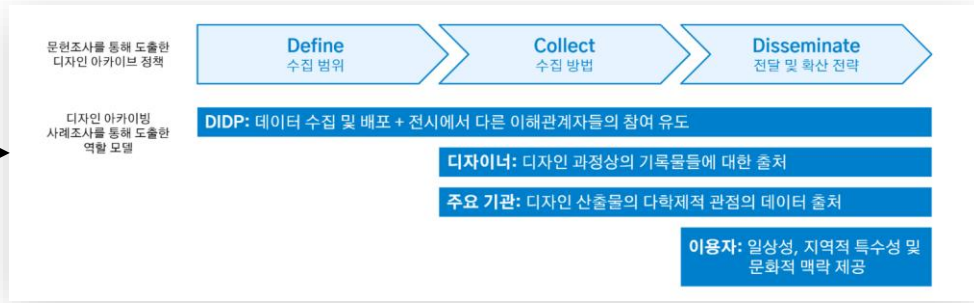 문헌조사를 통해 도출한
디자인 아카이브 정책
Define
수집 범위
Collect
수집 방법
Disseminate
전달 및 확산 전략
디자인 아카이빙
사례조사를 통해 도출한
역할 모델
DIDP: 데이터 수집 및 배포 + 전시에서 다른 이해관계자들의 참여 유도
디자이너: 디자인 과정상의 기록물들에 대한 출처
주요 기관: 디자인 산출물의 다학제적 관점의 데이터 출처
이용자: 일상성, 지역적 특수성 및
문화적 맥락 제공